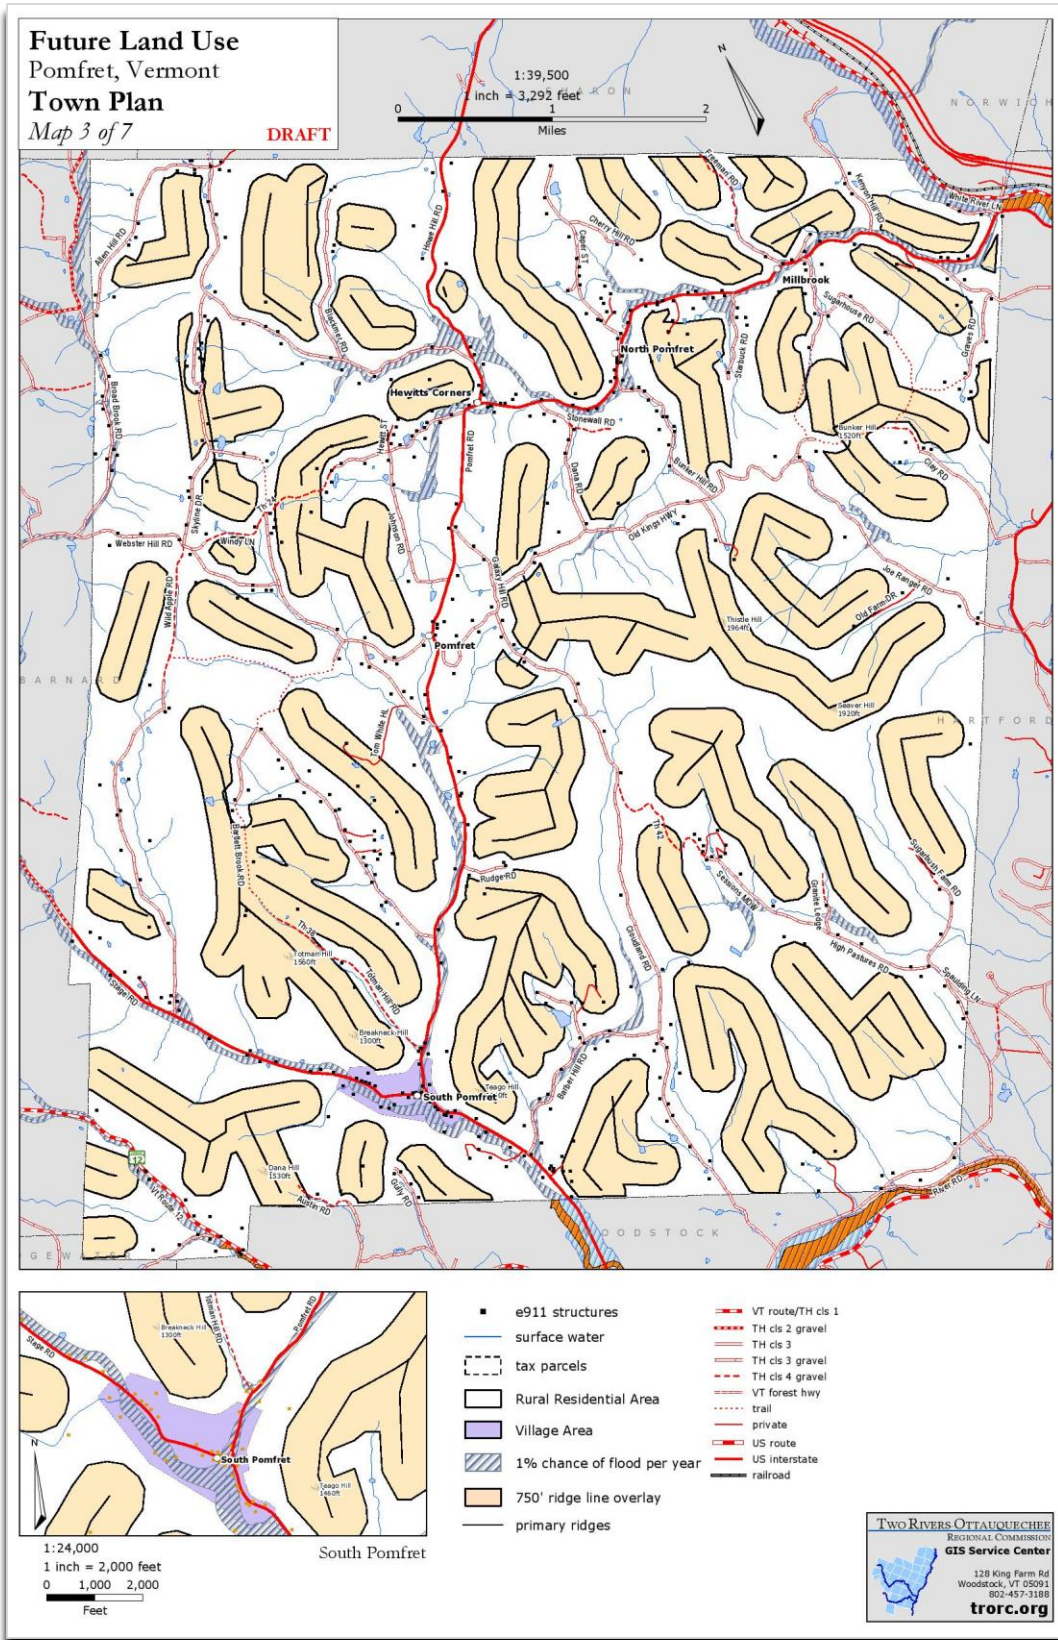 Future Land Use
Pomfret, Vermont
Town Plan
Map 3 of 7
DRAFT
1:39,500
1 inch = 3,292 feet
0 1 2
Miles
N
SHARON
NORWICH
BARNARD
HARTFORD
Allen Hill RD
Howe Hill RD
Freeman RD
Kenyon Hill RD
White River LN
Caper ST
Cherry Hill RD
Millbrook
Sugarhouse RD
Graves RD
Starbuck RD
North Pomfret
Blackmer RD
Hewitts Corners
Stonewall RD
Broad Brook RD
Hewitt ST
Pomfret RD
Bunker Hill
1520ft
Clay RD
Bunker Hill RD
Dana RD
Skyline DR
Th 24
Windy LN
Webster Hill RD
Johnson RD
Old Kings HWY
Galaxy Hill RD
Joe Ranger RD
Old Farm DR
Wild Apple RD
Thistle Hill
1964ft
Pomfret
Seaver Hill
1920ft
Tom White HL
Bartlett Brook RD
Th 42
Rudge RD
Seasons MDW
Granite Ledge
Sugarbush Farm RD
High Pastures RD
Spaulding LN
Cloudland RD
Totman Hill
1560ft
Totman Hill RD
Stage RD
Breakneck Hill
1300ft
South Pomfret
Teago Hill
Barber Hill RD
Dana Hill
1530ft
Austin RD
Gully RD
12
Vt Route 12
River RD
OODSTOCK
GEWATER
Stage RD
Breakneck Hill
1300ft
Totman Hill RD
Pomfret RD
N
South Pomfret
Teago Hill
1460ft
1:24,000
1 inch = 2,000 feet
0 1,000 2,000
Feet
South Pomfret
e911 structures
surface water
tax parcels
Rural Residential Area
Village Area
1% chance of flood per year
750' ridge line overlay
primary ridges
VT route/TH cls 1
TH cls 2 gravel
TH cls 3
TH cls 3 gravel
TH cls 4 gravel
VT forest hwy
trail
private
US route
US interstate
railroad
TWO RIVERS OTTAUQUECHEE
REGIONAL COMMISSION
GIS Service Center
128 King Farm Rd
Woodstock, VT 05091
802-457-3188
trorc.org